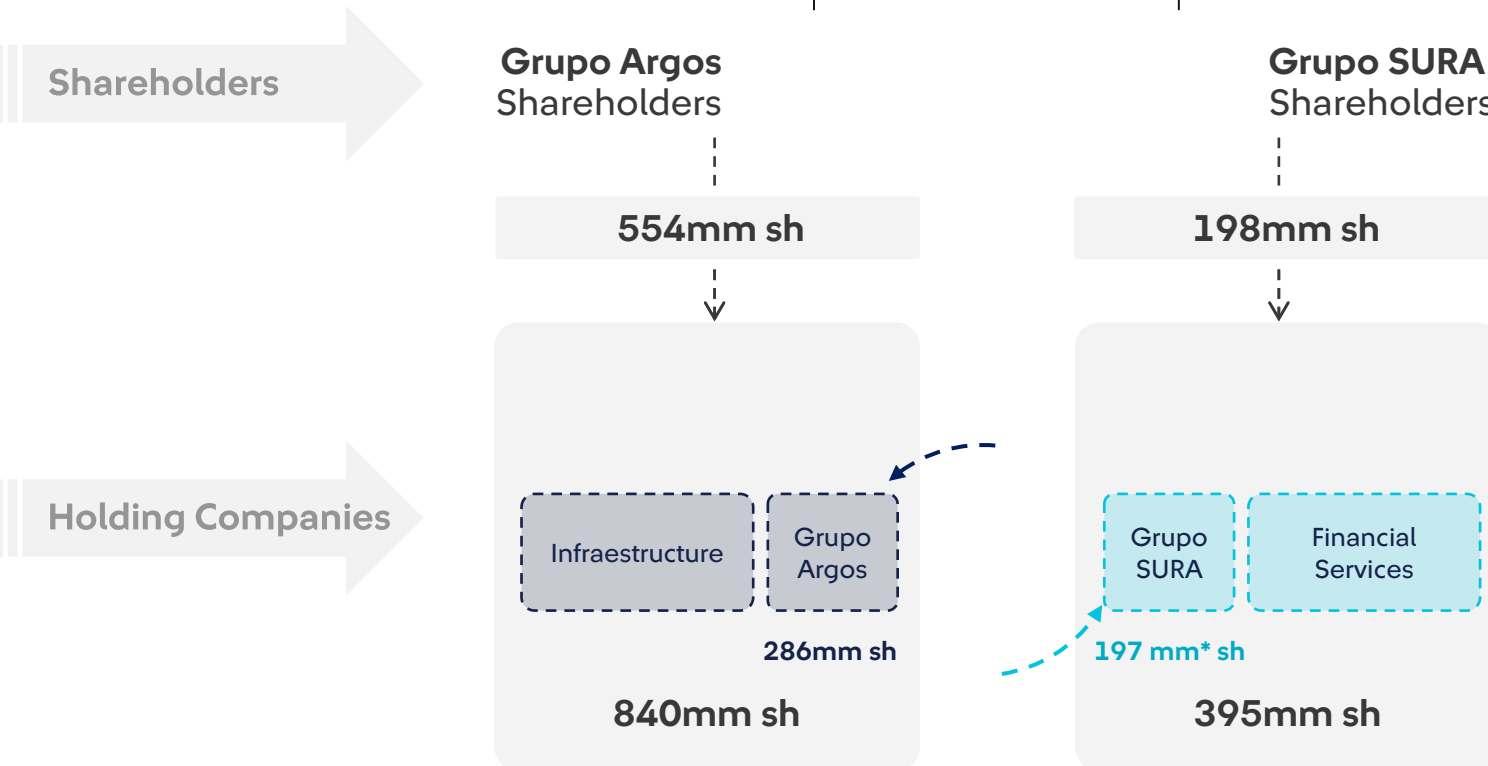 Shareholders
Grupo Argos
Shareholders
Grupo SURA
Shareholders
554mm sh
198mm sh
Holding Companies
Infraestructure
Grupo
Argos
Grupo
SURA
Financial
Services
286mm sh
197 mm* sh
840mm sh
395mm sh